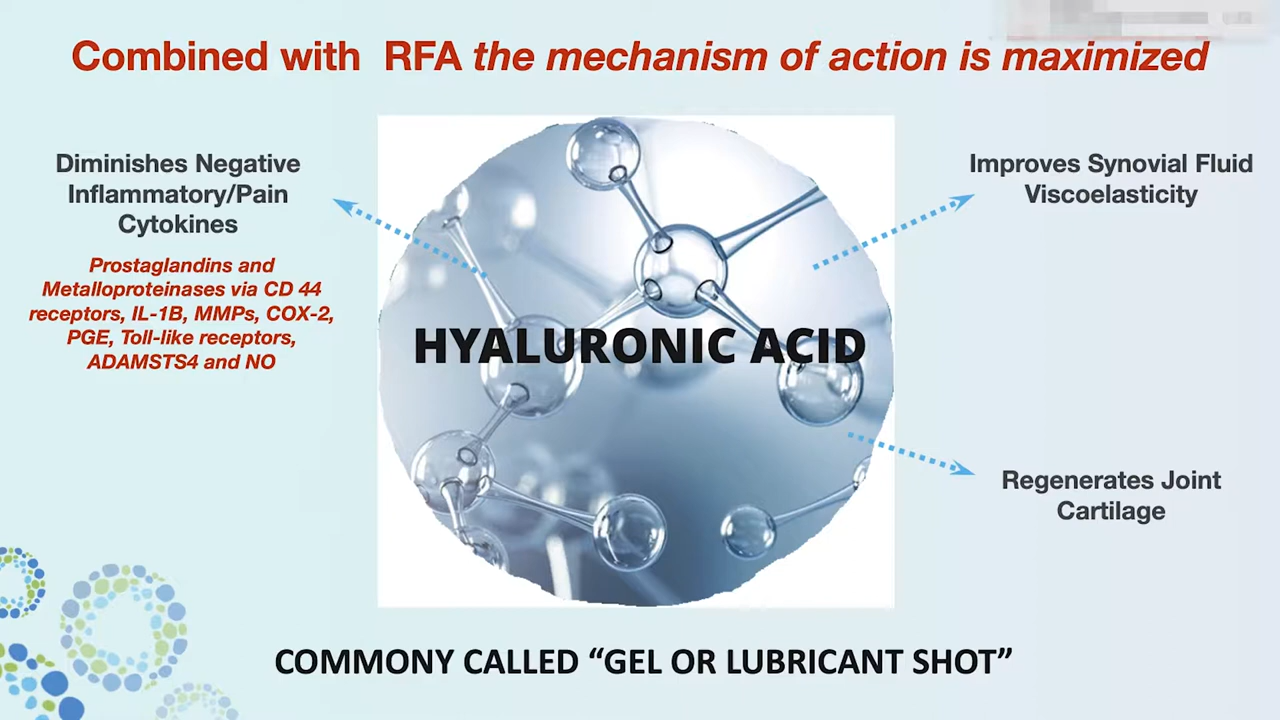 Combined with RFA the mechanism of action is maximized
Diminishes Negative
Inflammatory/Pain
Cytokines
Prostaglandins and
Metalloproteinases via CD 44
receptors, IL-1B, MMPs, COX-2,
PGE, Toll-like receptors,
ADAMSTS4 and NO
Improves Synovial Fluid
Viscoelasticity
HYALURONIC ACID
Regenerates Joint
Cartilage
COMMONY CALLED “GEL OR LUBRICANT SHOT”